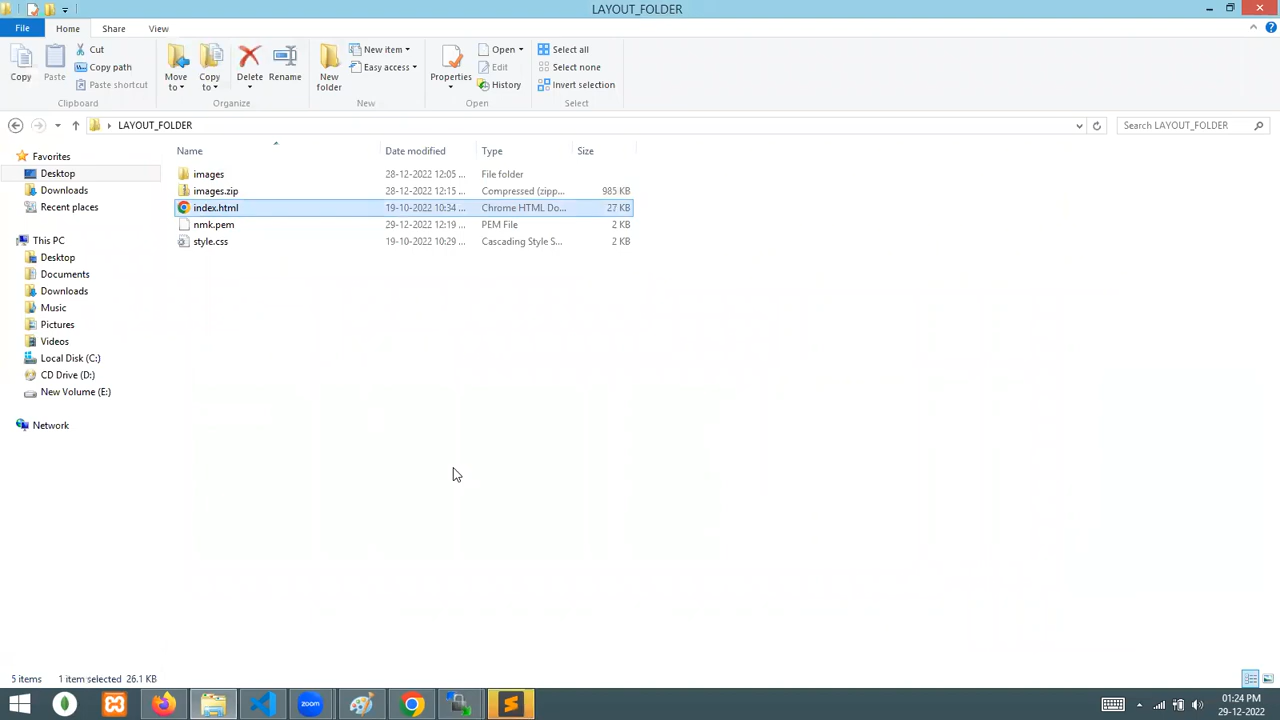 LAYOUT_FOLDER
File Home Share View
Copy Paste Cut Copy path Paste shortcut Move to Copy to Delete Rename New folder New item Easy access Properties Open Edit History Select all Select none Invert selection
Clipboard Organize New Open Select
LAYOUT_FOLDER Search LAYOUT_FOLDER
Name Date modified Type Size
Favorites
Desktop
Downloads
Recent places
This PC
Desktop
Documents
Downloads
Music
Pictures
Videos
Local Disk (C:)
CD Drive (D:)
New Volume (E:)
Network
images 28-12-2022 12:05 ... File folder
images.zip 28-12-2022 12:15 ... Compressed (zipp... 985 KB
index.html 19-10-2022 10:34 ... Chrome HTML Do... 27 KB
nmk.pem 29-12-2022 12:19 ... PEM File 2 KB
style.css 19-10-2022 10:29 ... Cascading Style S... 2 KB
5 items 1 item selected 26.1 KB
zoom
01:24 PM
29-12-2022